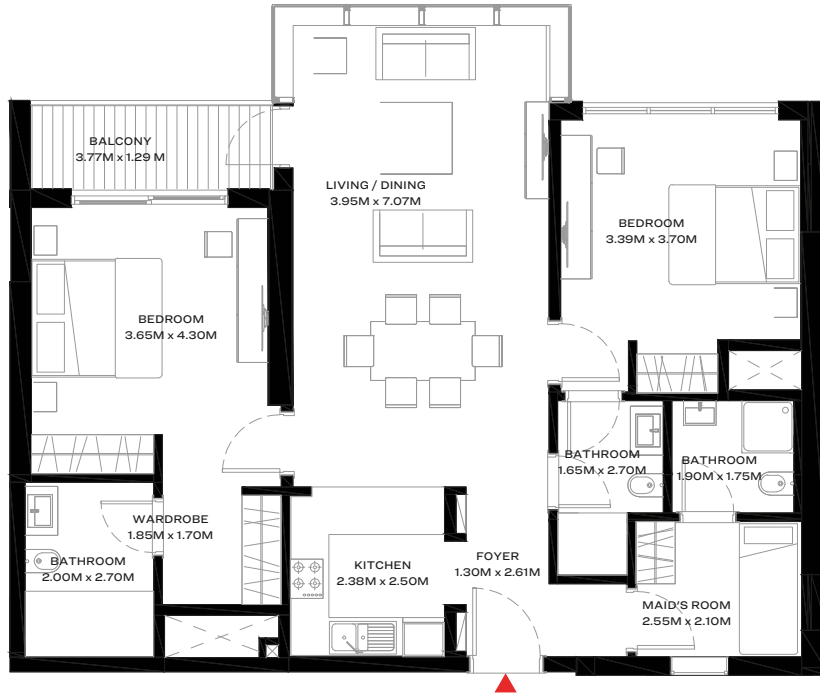 BALCONY
3.77M x 1.29 M
LIVING / DINING
3.95M x 7.07M
BEDROOM
3.39M x 3.70M
BEDROOM
3.65M x 4.30M
BATHROOM
1.65M x 2.70M
BATHROOM
1.90M x 1.75M
WARDROBE
1.85M x 1.70M
BATHROOM
2.00M x 2.70M
KITCHEN
2.38M x 2.50M
FOYER
1.30M x 2.61M
MAID'S ROOM
2.55M x 2.10M